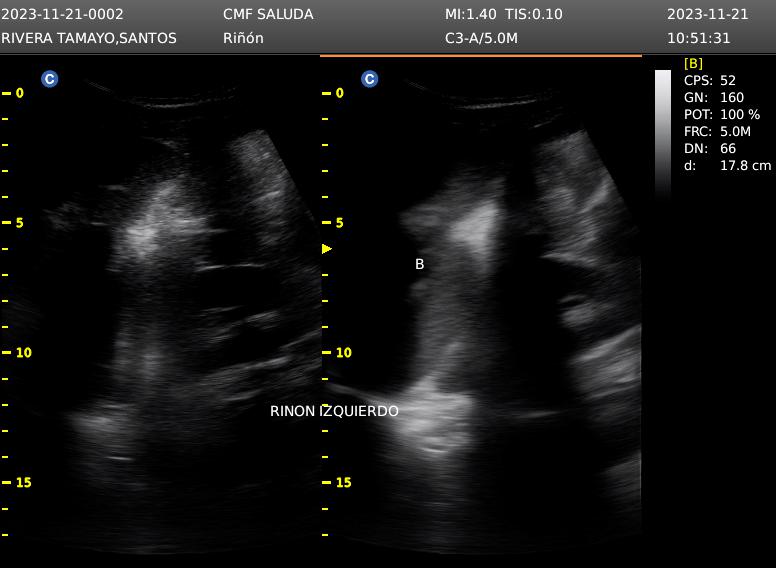 2023-11-21-0002 CMF SALUDA MI:1.40 TIS:0.10 2023-11-21
RIVERA TAMAYO,SANTOS Riñón C3-A/5.0M 10:51:31
[B]
CPS: 52
GN: 160
POT: 100 %
FRC: 5.0M
DN: 66
d: 17.8 cm
C
C
0
0
5
5
B
10
10
RINON IZQUIERDO
15
15